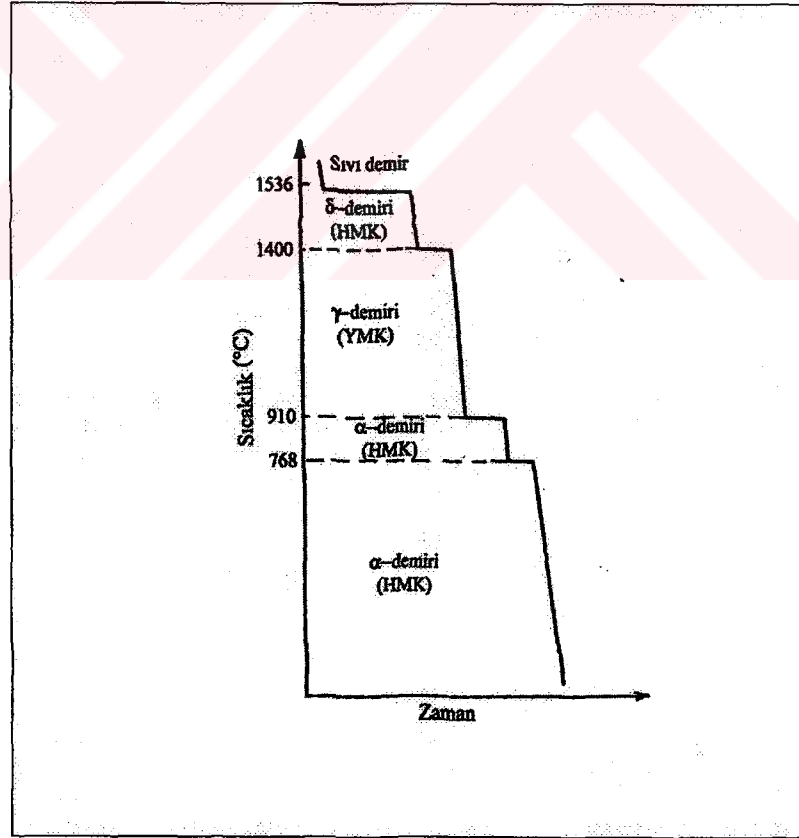 Sıvı demir
1536
δ–demiri
(HMK)
1400
γ–demiri
(YMK)
Sıcaklık (°C)
910
α–demiri
(HMK)
768
α–demiri
(HMK)
Zaman